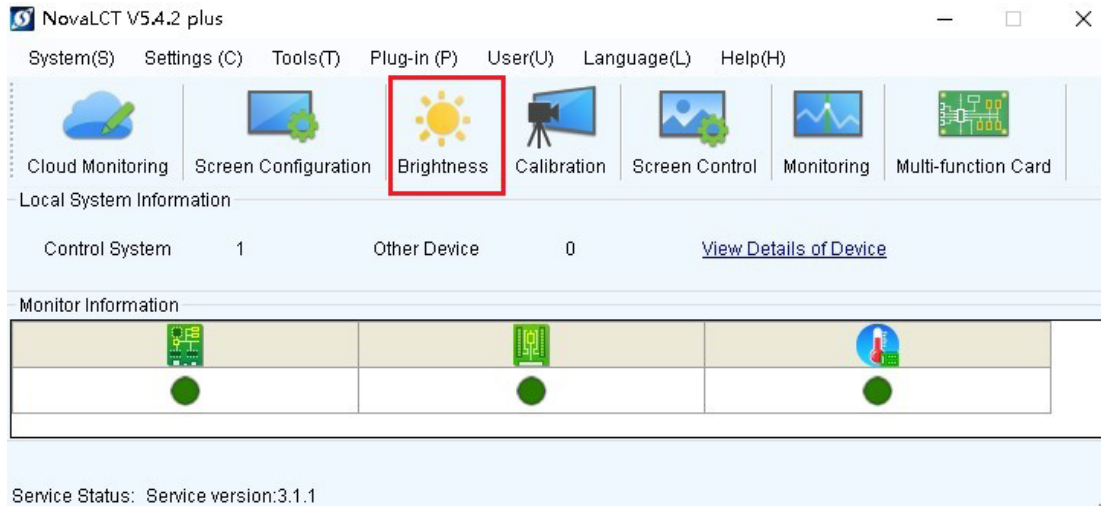 NovaLCT V5.4.2 plus
System(S) Settings (C) Tools(T) Plug-in (P) User(U) Language(L) Help(H)
Cloud Monitoring Screen Configuration Brightness Calibration Screen Control Monitoring Multi-function Card
Local System Information
Control System 1 Other Device 0 View Details of Device
Monitor Information
Service Status: Service version:3.1.1